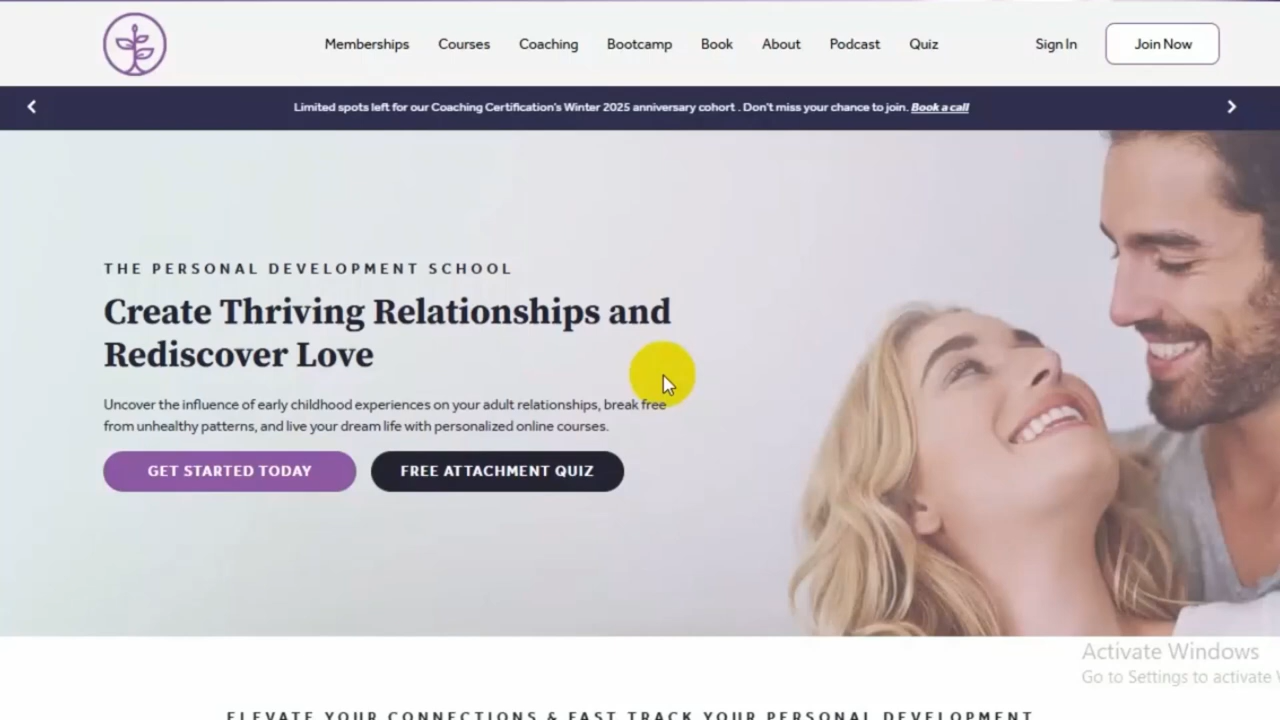 Memberships Courses Coaching Bootcamp Book About Podcast Quiz Sign In Join Now
Limited spots left for our Coaching Certification's Winter 2025 anniversary cohort . Don't miss your chance to join. Book a call
THE PERSONAL DEVELOPMENT SCHOOL
Create Thriving Relationships and
Rediscover Love
Uncover the influence of early childhood experiences on your adult relationships, break free
from unhealthy patterns, and live your dream life with personalized online courses.
GET STARTED TODAY FREE ATTACHMENT QUIZ
Activate Windows
Go to Settings to activate
ELEVATE YOUR CONNECTIONS & FAST TRACK YOUR PERSONAL DEVELOPMENT